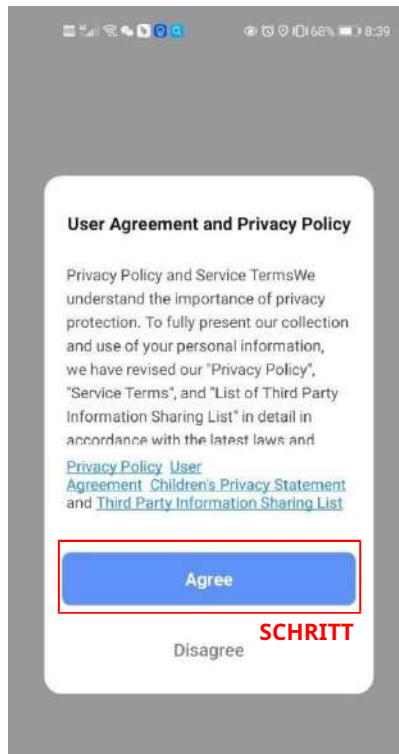 68% 8:39
User Agreement and Privacy Policy
Privacy Policy and Service TermsWe
understand the importance of privacy
protection. To fully present our collection
and use of your personal information,
we have revised our "Privacy Policy",
"Service Terms", and "List of Third Party
Information Sharing List" in detail in
accordance with the latest laws and
Privacy Policy User
Agreement Children's Privacy Statement
and Third Party Information Sharing List
Agree
SCHRITT
Disagree